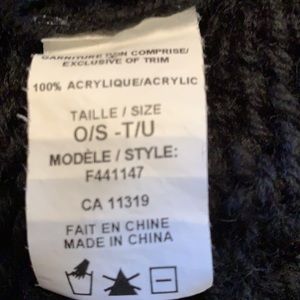 GARNITURE NON COMPRISE/
EXCLUSIVE OF TRIM
100% ACRYLIQUE/ACRYLIC
TAILLE / SIZE
O/S -T/U
MODÈLE / STYLE:
F441147
CA 11319
FAIT EN CHINE
MADE IN CHINA